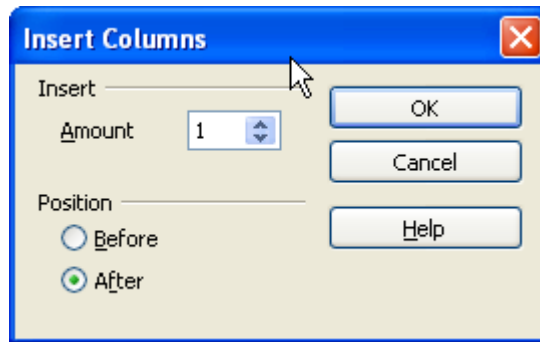 Insert Columns
Insert
OK
Amount 1
Cancel
Position
Before
Help
After